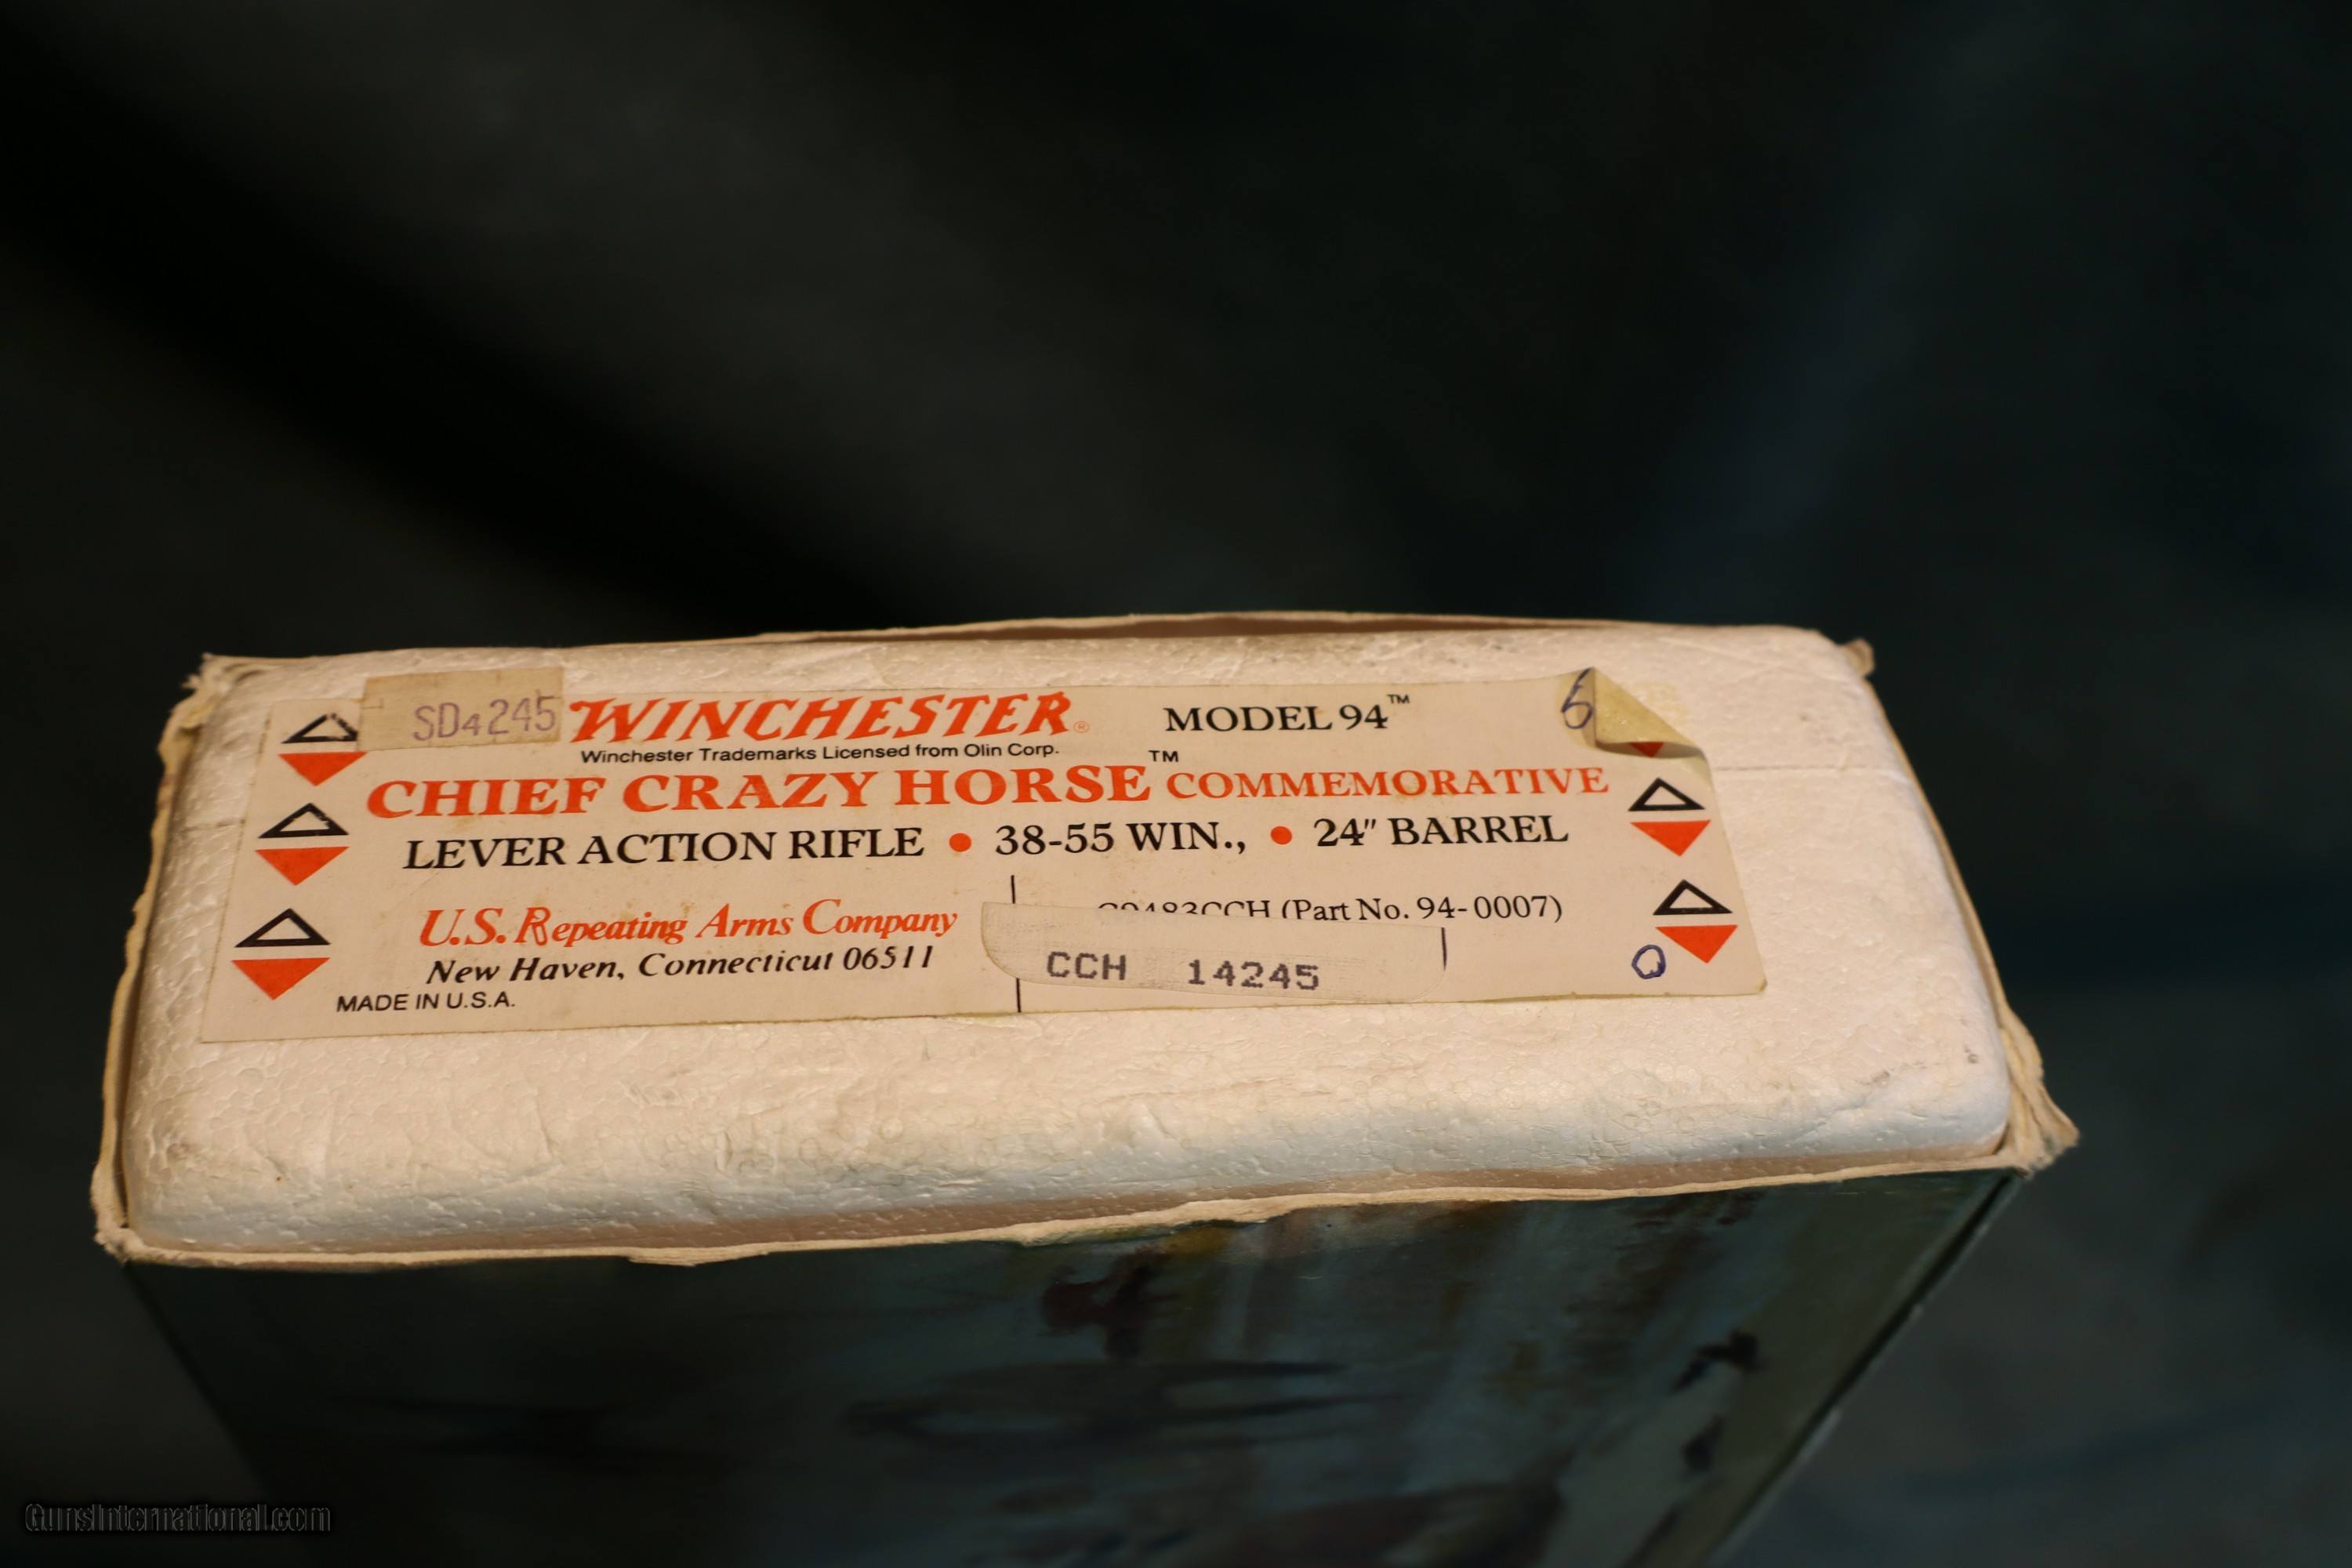 SD4245 WINCHESTER® MODEL 94™ 6
Winchester Trademarks Licensed from Olin Corp.
CHIEF CRAZY HORSE™ COMMEMORATIVE
LEVER ACTION RIFLE • 38-55 WIN., • 24" BARREL
(Part No. 94-0007)
U.S. Repeating Arms Company
New Haven, Connecticut 06511
CCH 14245
O
MADE IN U.S.A.
GunsInternational.com